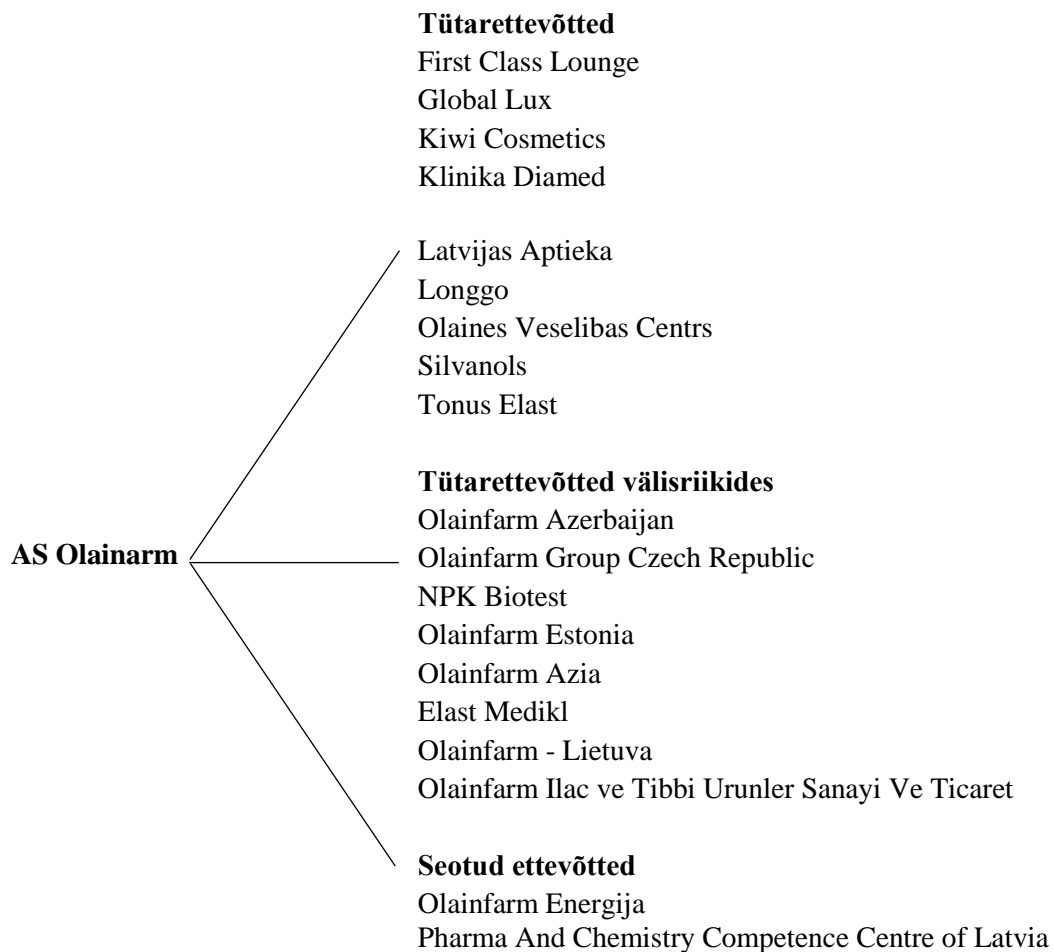 Tütarettevõtted
First Class Lounge
Global Lux
Kiwi Cosmetics
Klinika Diamed
Latvijas Aptieka
Longgo
Olaines Veselibas Centrs
Silvanols
Tonus Elast
Tütarettevõtted välisriikides
Olainfarm Azerbaijan
AS Olainarm
Olainfarm Group Czech Republic
NPK Biotest
Olainfarm Estonia
Olainfarm Azia
Elast Medikl
Olainfarm - Lietuva
Olainfarm Ilac ve Tibbi Urunler Sanayi Ve Ticaret
Seotud ettevõtted
Olainfarm Energija
Pharma And Chemistry Competence Centre of Latvia